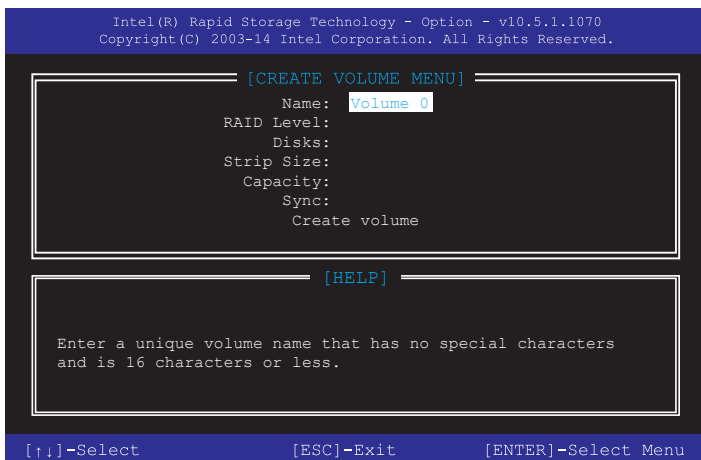 Intel(R) Rapid Storage Technology - Option - v10.5.1.1070
Copyright(C) 2003-14 Intel Corporation. All Rights Reserved.
[CREATE VOLUME MENU]
Name: Volume 0
RAID Level:
Disks:
Strip Size:
Capacity:
Sync:
Create volume
[HELP]
Enter a unique volume name that has no special characters
and is 16 characters or less.
[↑↓]-Select [ESC]-Exit [ENTER]-Select Menu